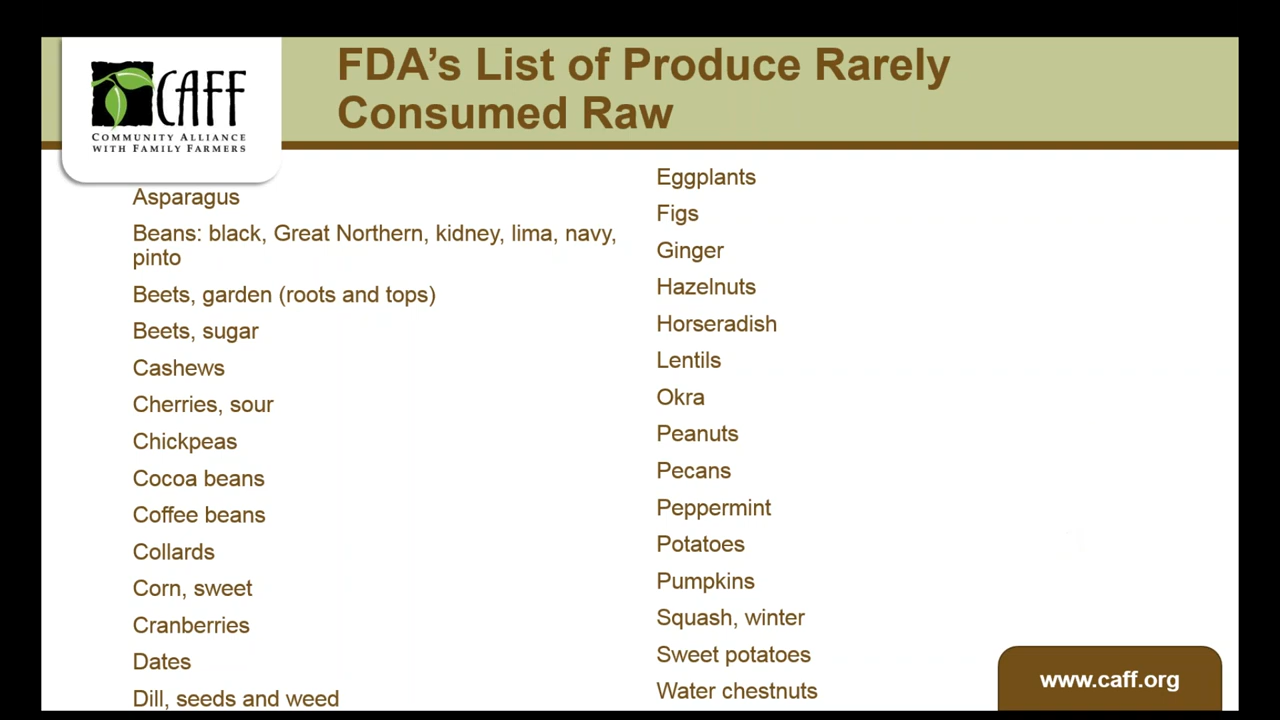 CAFF
COMMUNITY ALLIANCE
WITH FAMILY FARMERS
FDA’s List of Produce Rarely
Consumed Raw
Asparagus
Beans: black, Great Northern, kidney, lima, navy,
pinto
Beets, garden (roots and tops)
Beets, sugar
Cashews
Cherries, sour
Chickpeas
Cocoa beans
Coffee beans
Collards
Corn, sweet
Cranberries
Dates
Dill, seeds and weed
Eggplants
Figs
Ginger
Hazelnuts
Horseradish
Lentils
Okra
Peanuts
Pecans
Peppermint
Potatoes
Pumpkins
Squash, winter
Sweet potatoes
Water chestnuts
www.caff.org